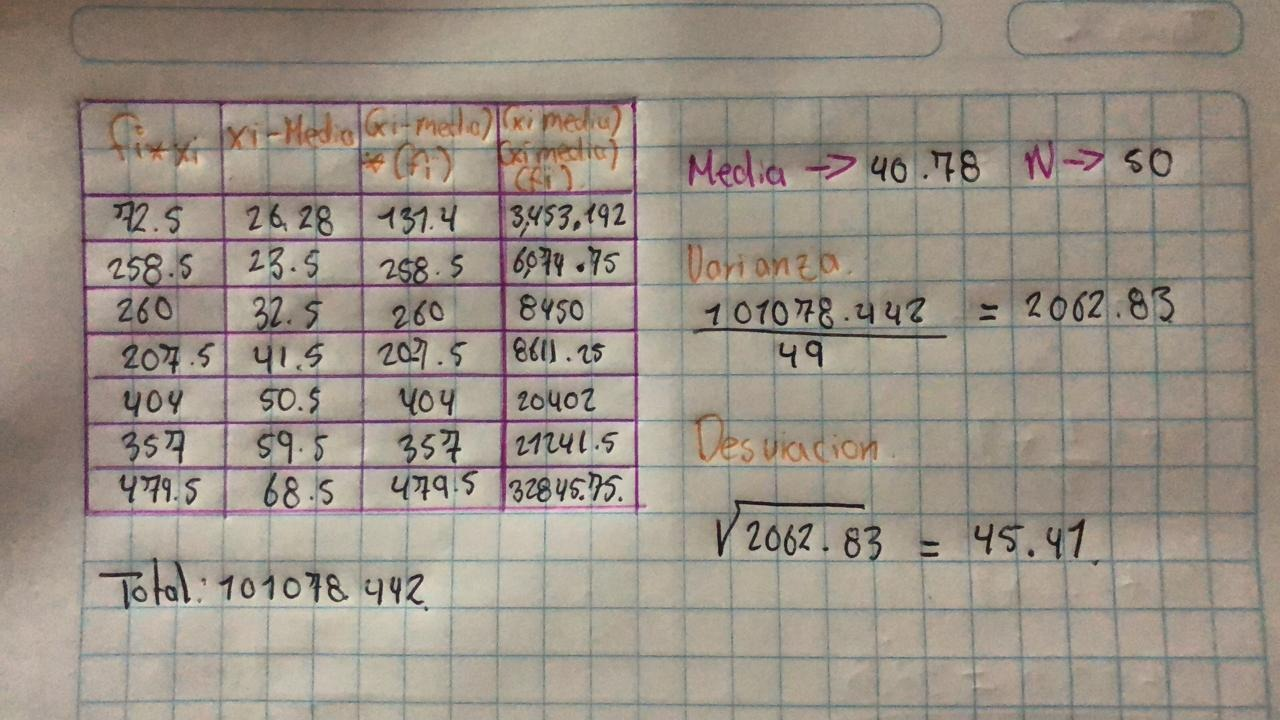 fi*xi xi-Media (xi-media)*(fi) (xi media)(xi media)(fi)
72.5 26.28 131.4 3,453.192
258.5 23.5 258.5 6,074.75
260 32.5 260 8450
207.5 41.5 207.5 8611.25
404 50.5 404 20402
357 59.5 357 21241.5
479.5 68.5 479.5 32845.75.
Total: 101078.442
Media → 40.78 N → 50
Varianza.
101078.442 = 2062.83
49
Desviacion.
√2062.83 = 45.41.